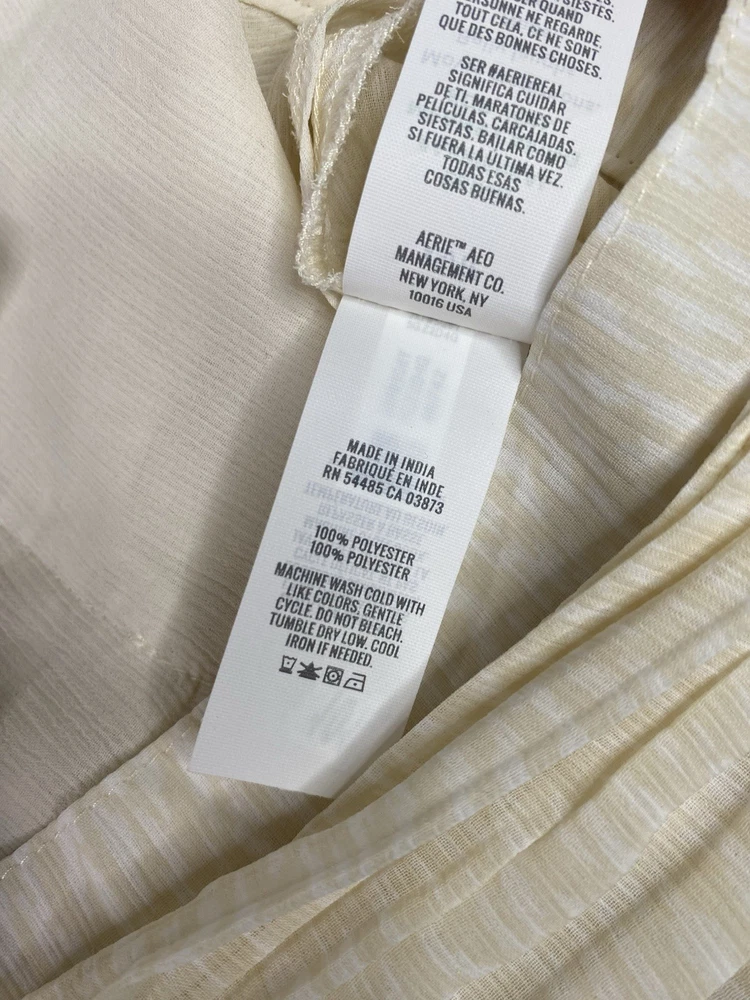 QUAND
TOUT CELA, CE NE SONT
QUE DES BONNES CHOSES.
SER #AERIEREAL
SIGNIFICA CUIDAR
DE TI. MARATONES DE
PELÍCULAS. CARCAJADAS.
SIESTAS. BAILAR COMO
SI FUERA LA ÚLTIMA VEZ.
TODAS ESAS
COSAS BUENAS.
AERIE™ AEO
MANAGEMENT CO.
NEW YORK, NY
10016 USA
MADE IN INDIA
FABRIQUÉ EN INDE
RN 54485 CA 03873
100% POLYESTER
100% POLYESTER
MACHINE WASH COLD WITH
LIKE COLORS, GENTLE
CYCLE. DO NOT BLEACH.
TUMBLE DRY LOW. COOL
IRON IF NEEDED.